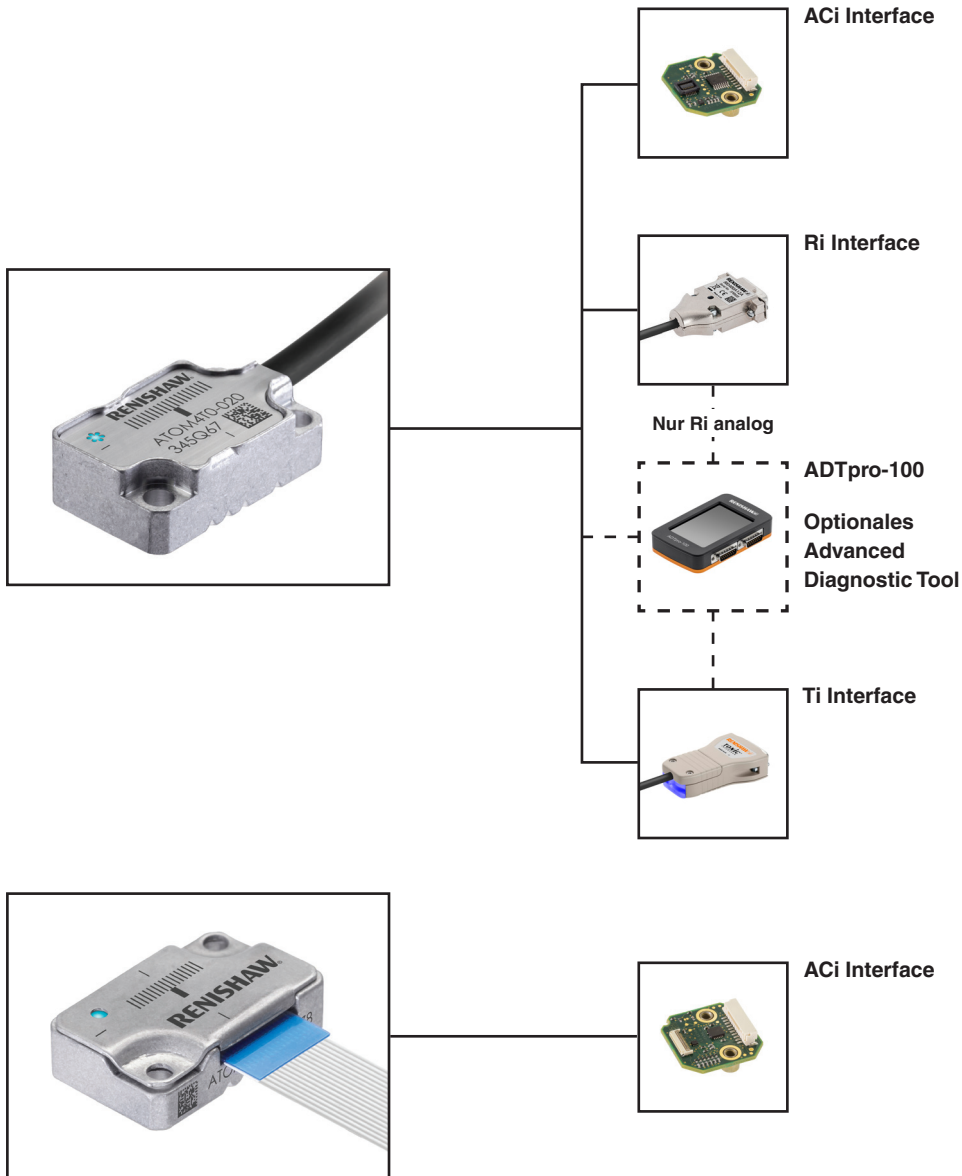 ACi Interface
Ri Interface
RENISHAW
ATOM4T0-020
345Q67
Nur Ri analog
ADTpro-100
Optionales
Advanced
Diagnostic Tool
Ti Interface
RENISHAW
ACi Interface